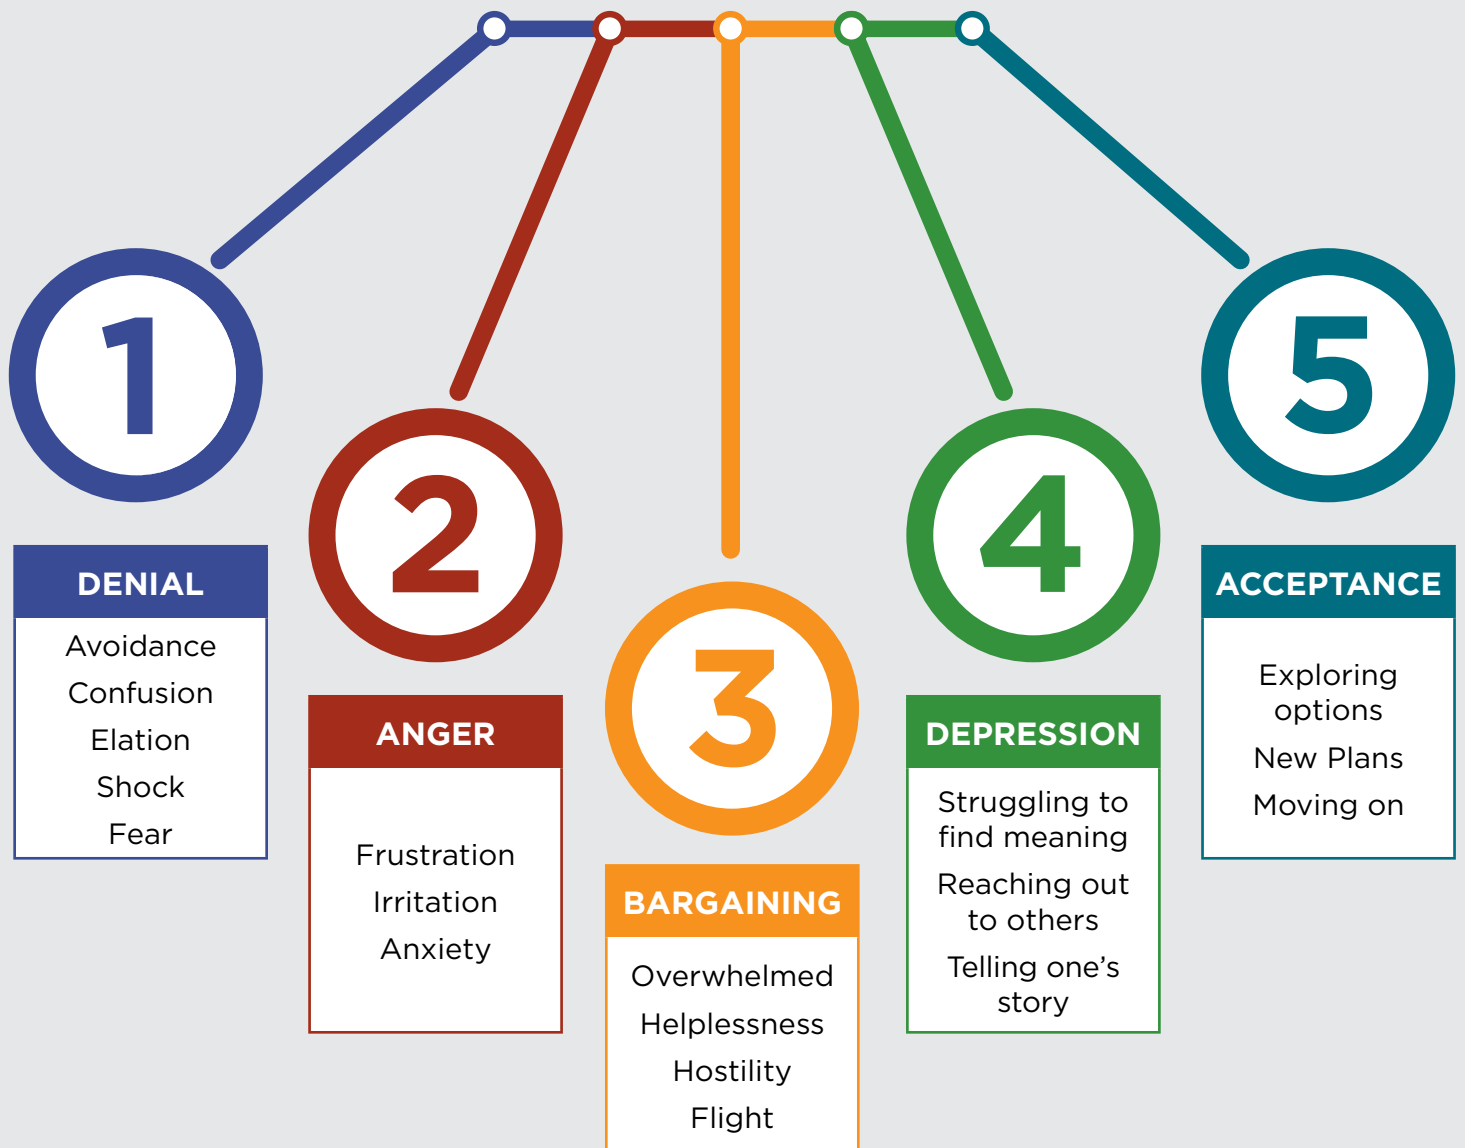 1
DENIAL
Avoidance
Confusion
Elation
Shock
Fear
2
ANGER
Frustration
Irritation
Anxiety
3
BARGAINING
Overwhelmed
Helplessness
Hostility
Flight
4
DEPRESSION
Struggling to
find meaning
Reaching out
to others
Telling one’s
story
5
ACCEPTANCE
Exploring
options
New Plans
Moving on